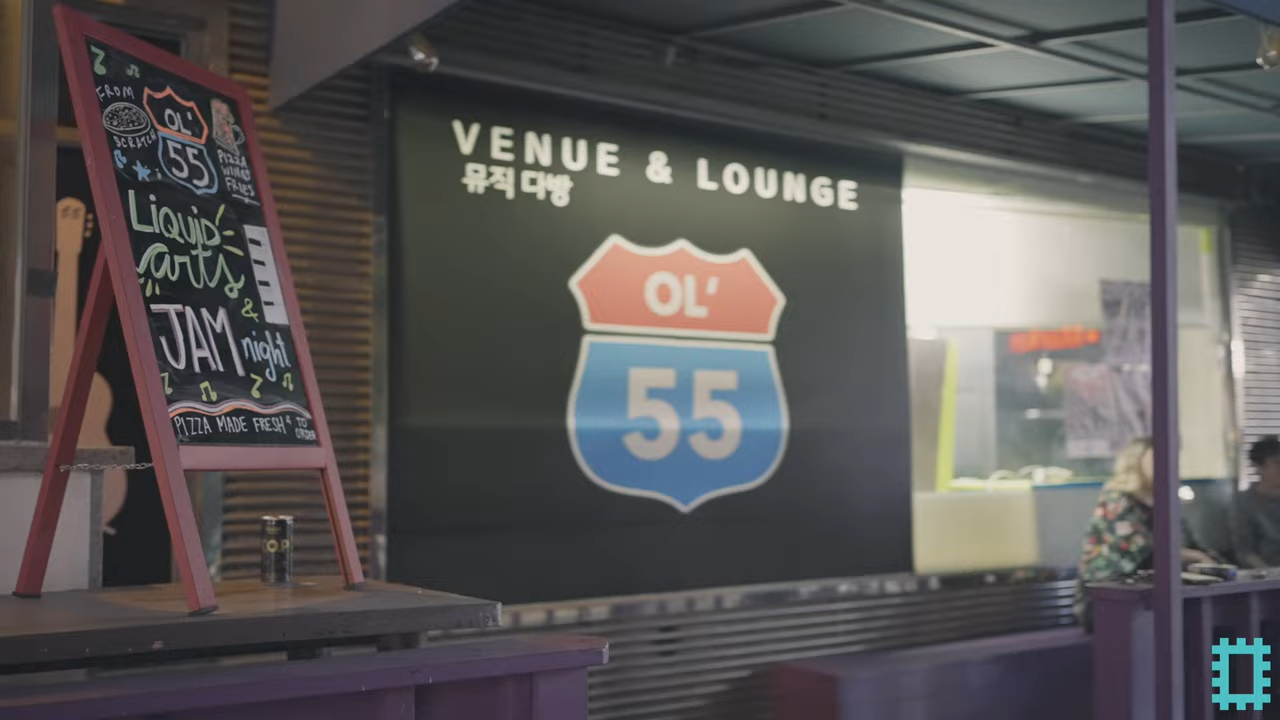 FROM
SCRATCH
OL'
55
PIZZA
WINGS
FRIES
Liquid
arts
&
JAM night
PIZZA MADE FRESH TO
ORDER
VENUE & LOUNGE
뮤직 다방
OL'
55